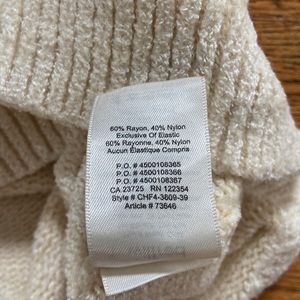 60% Rayon, 40% Nylon
Exclusive Of Elastic
60% Rayonne, 40% Nylon
Aucun Élastique Compris
P.O. # 4500108365
P.O. # 4500108366
P.O. # 4500108367
CA 23725 RN 122354
Style # CHF4-3609-39
Article # 73646